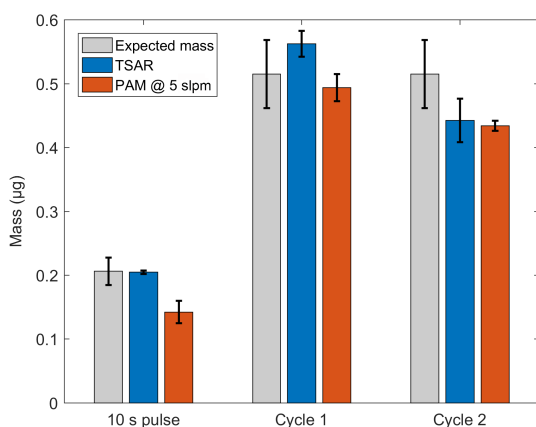 Expected mass
TSAR
PAM @ 5 slpm
Mass (μg)
0.6
0.5
0.4
0.3
0.2
0.1
0
10 s pulse
Cycle 1
Cycle 2